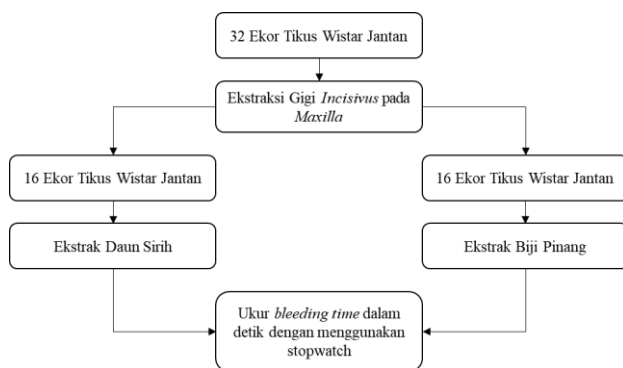 32 Ekor Tikus Wistar Jantan
Ekstraksi Gigi Incisivus pada
Maxilla
16 Ekor Tikus Wistar Jantan
16 Ekor Tikus Wistar Jantan
Ekstrak Daun Sirih
Ekstrak Biji Pinang
Ukur bleeding time dalam
detik dengan menggunakan
stopwatch